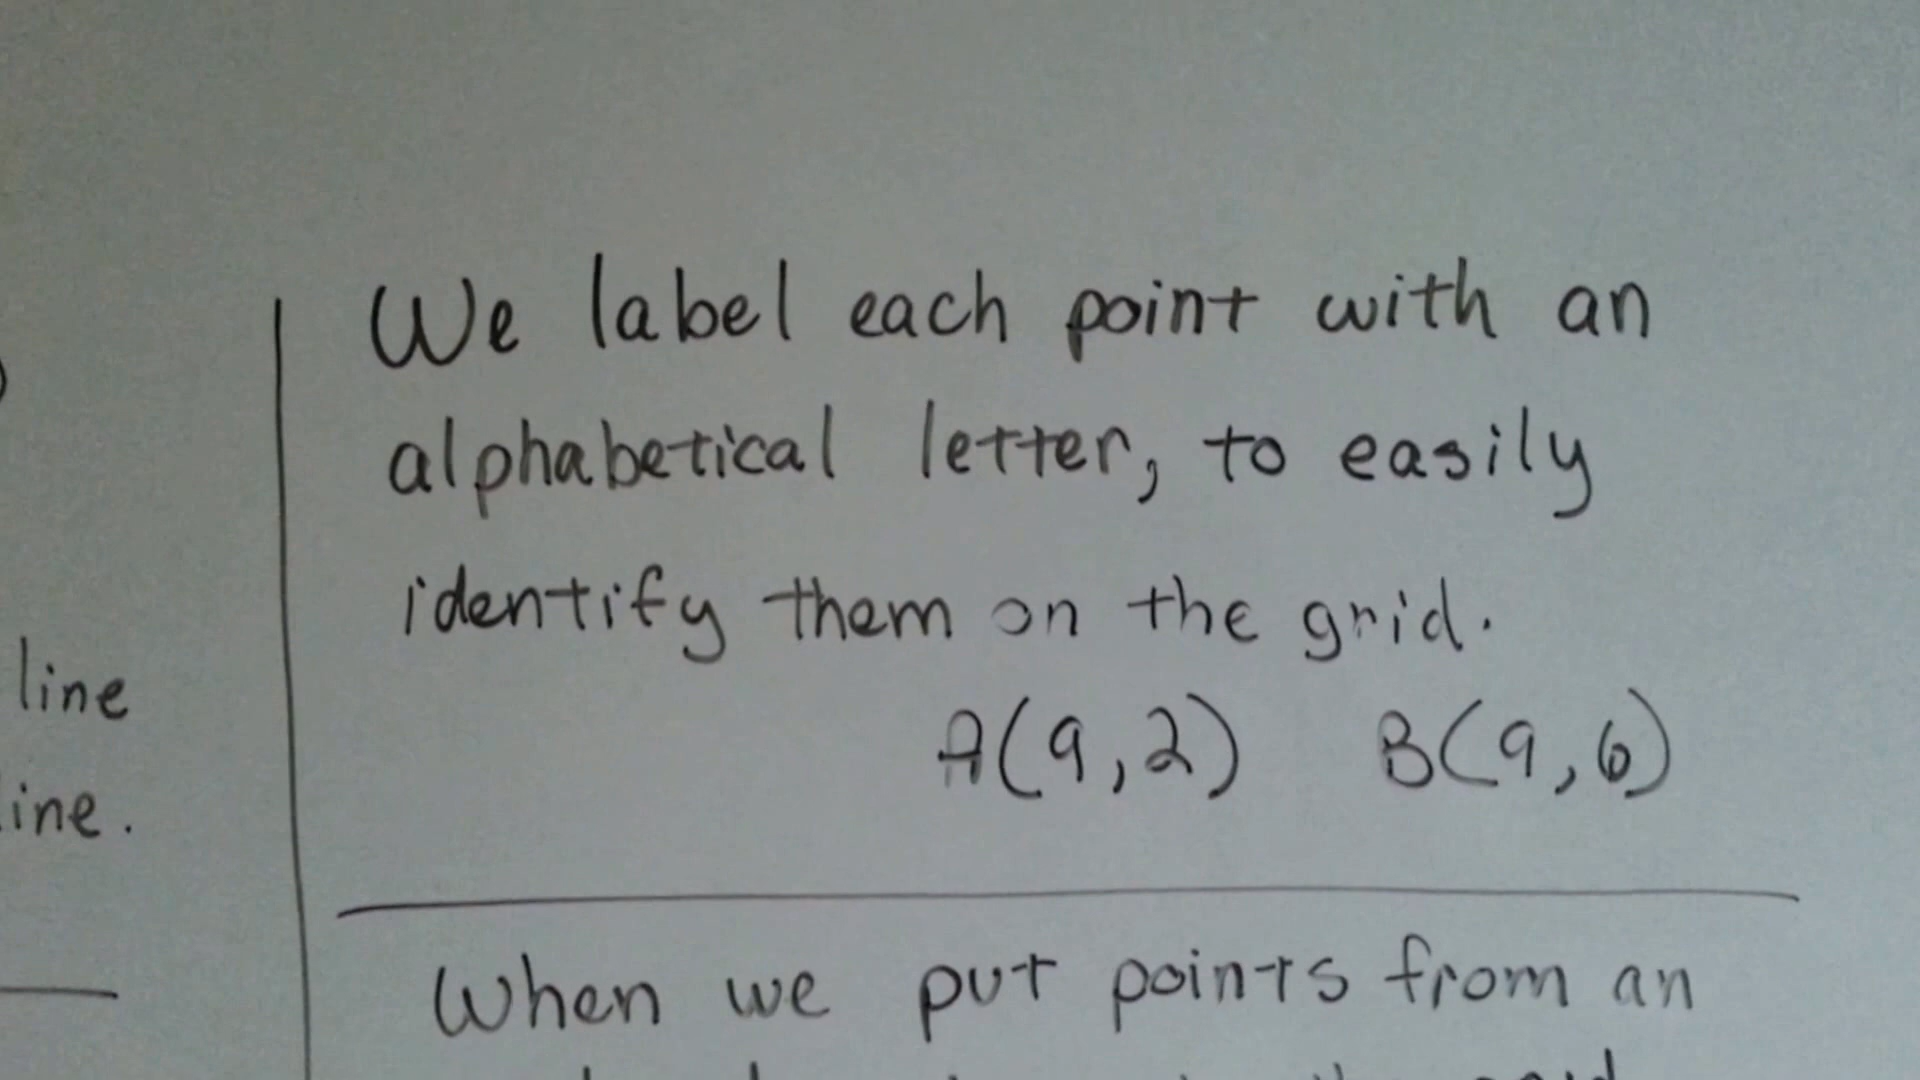 We label each point with an
alphabetical letter, to easily
identify them on the grid.
A(9,2) B(9,6)
When we put points from an
line
line.